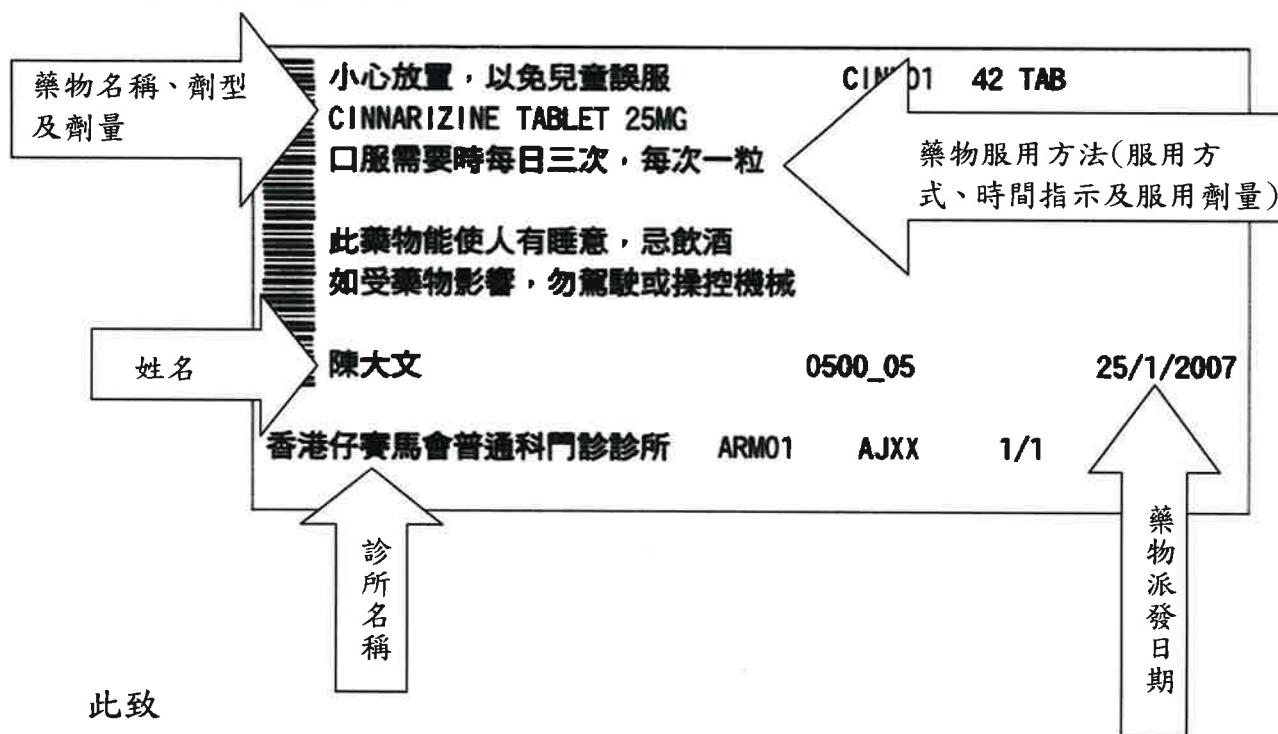 藥物名稱、劑型
及劑量
小心放置，以免兒童誤服 42 TAB
CINNARIZINE TABLET 25MG
口服需要時每日三次，每次一粒
藥物服用方法(服用方
式、時間指示及服用劑量)
此藥物能使人有睡意，忌飲酒
如受藥物影響，勿駕駛或操控機械
姓名
陳大文 0500_05 25/1/2007
香港仔賽馬會普通科門診診所 ARM01 AJXX 1/1
診所名稱
藥物派發日期
此致